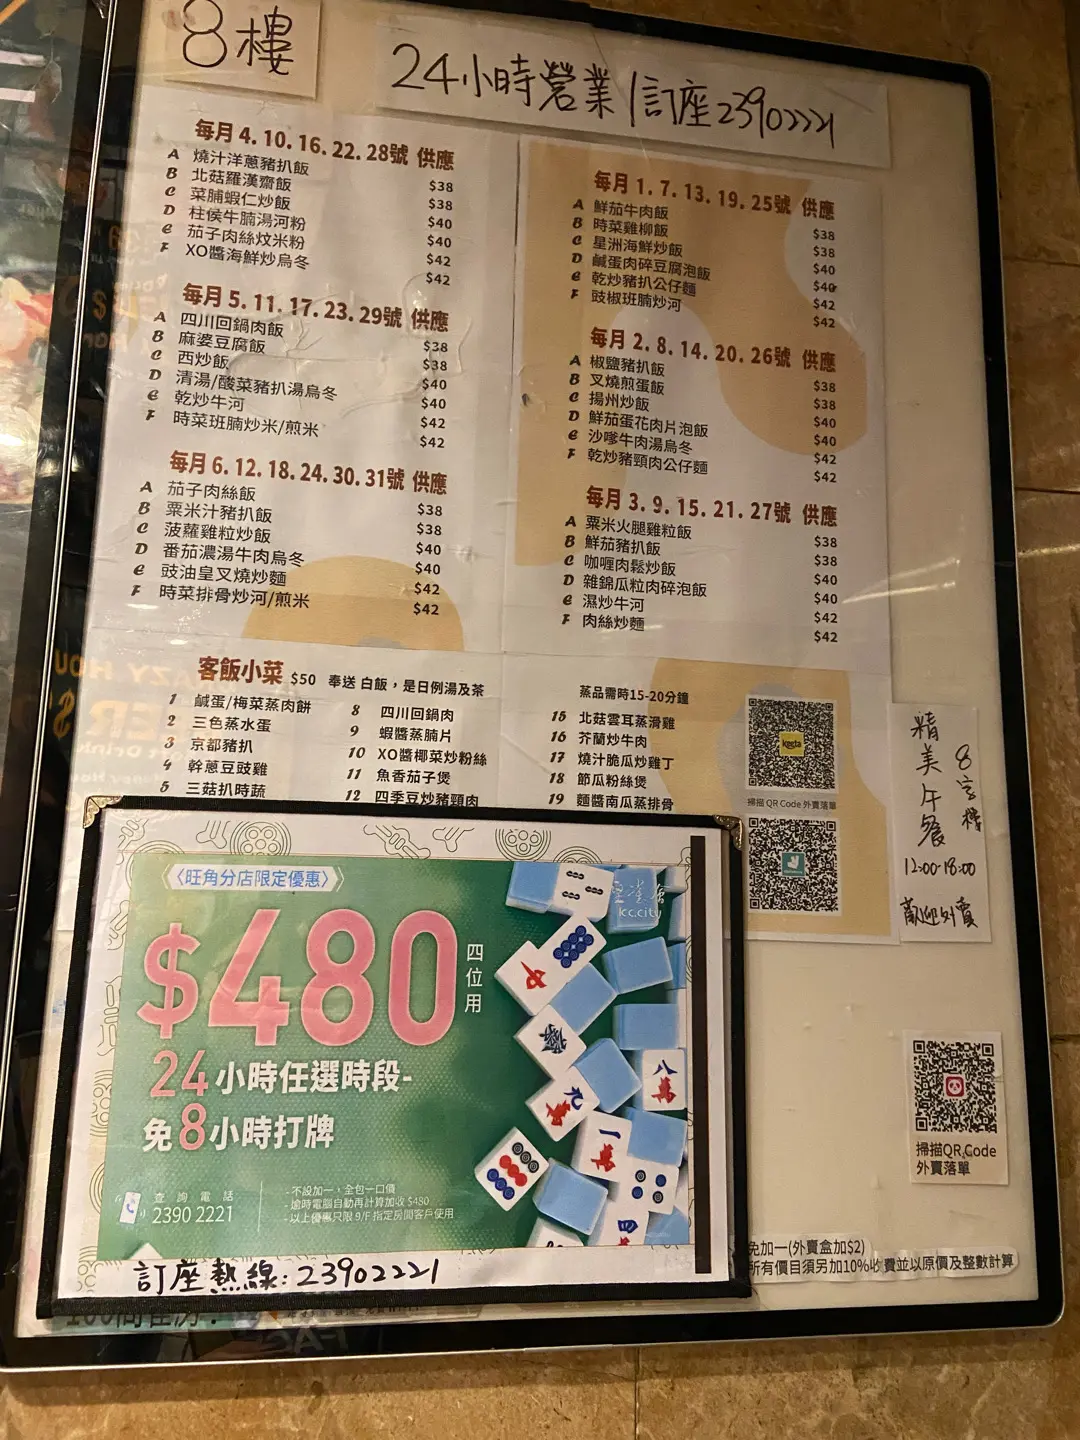 8樓
24小時營業/訂座23902221
每月 4. 10. 16. 22. 28號 供應
A 燒汁洋蔥豬扒飯 $38
B 北菇羅漢齋飯 $38
C 菜脯蝦仁炒飯 $40
D 柱侯牛腩湯河粉 $40
E 茄子肉絲炆米粉 $42
F XO醬海鮮炒烏冬 $42
每月 5. 11. 17. 23. 29號 供應
A 四川回鍋肉飯 $38
B 麻婆豆腐飯 $38
C 西炒飯 $40
D 清湯/酸菜豬扒湯烏冬 $40
E 乾炒牛河 $42
F 時菜班腩炒米/煎米 $42
每月 6. 12. 18. 24. 30. 31號 供應
A 茄子肉絲飯 $38
B 粟米汁豬扒飯 $38
C 菠蘿雞粒炒飯 $40
D 番茄濃湯牛肉烏冬 $40
E 豉油皇叉燒炒麵 $42
F 時菜排骨炒河/煎米 $42
每月 1. 7. 13. 19. 25號 供應
A 鮮茄牛肉飯 $38
B 時菜雞柳飯 $38
C 星洲海鮮炒飯 $40
D 鹹蛋肉碎豆腐泡飯 $40
E 乾炒豬扒公仔麵 $42
F 豉椒班腩炒河 $42
每月 2. 8. 14. 20. 26號 供應
A 椒鹽豬扒飯 $38
B 叉燒煎蛋飯 $38
C 揚州炒飯 $40
D 鮮茄蛋花肉片泡飯 $40
E 沙嗲牛肉湯烏冬 $42
F 乾炒豬頸肉公仔麵 $42
每月 3. 9. 15. 21. 27號 供應
A 粟米火腿雞粒飯 $38
B 鮮茄豬扒飯 $38
C 咖喱肉鬆炒飯 $40
D 雜錦瓜粒肉碎泡飯 $40
E 濕炒牛河 $42
F 肉絲炒麵 $42
客飯小菜 $50 奉送 白飯，是日例湯及茶
1 鹹蛋/梅菜蒸肉餅
2 三色蒸水蛋
3 京都豬扒
4 幹蔥豆豉雞
5 三菇扒時蔬
8 四川回鍋肉
9 蝦醬蒸腩片
10 XO醬椰菜炒粉絲
11 魚香茄子煲
12 四季豆炒豬頸肉
蒸品需時15-20分鐘
15 北菇雲耳蒸滑雞
16 芥蘭炒牛肉
17 燒汁脆瓜炒雞丁
18 節瓜粉絲煲
19 麵醬南瓜蒸排骨
KeeTa
掃描 QR Code 外賣落單
8字樓
精美午餐
12:00-18:00
歡迎外賣
〈旺角分店限定優惠〉
$480
四位用
24小時任選時段-
免8小時打牌
k.c.city
查詢電話
2390 2221
-不設加一，全包一口價
-逾時電腦自動再計算加收 $480
-以上優惠只限 9/F 指定房間客戶使用
中
發
八萬
九萬
一萬
四
訂座熱線:23902221
掃描QR Code
外賣落單
免加一(外賣盒加$2)
所有價目須另加10%收費並以原價及整數計算